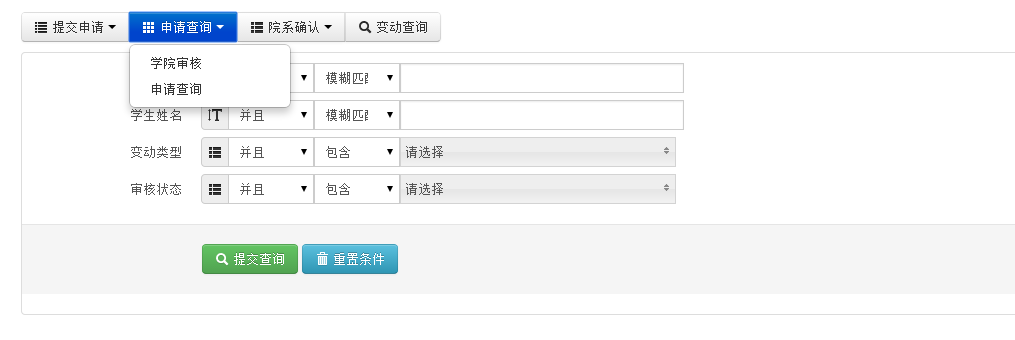 提交申请 申请查询 院系确认 变动查询
学院审核
申请查询
模糊匹配
学生姓名 并且 模糊匹配
变动类型 并且 包含 请选择
审核状态 并且 包含 请选择
提交查询 重置条件